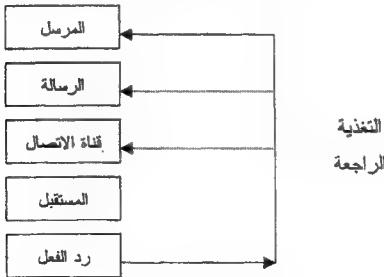 المرسل
الرسالة
قناة الاتصال
المستقبل
رد الفعل
التغذية
الراجعة